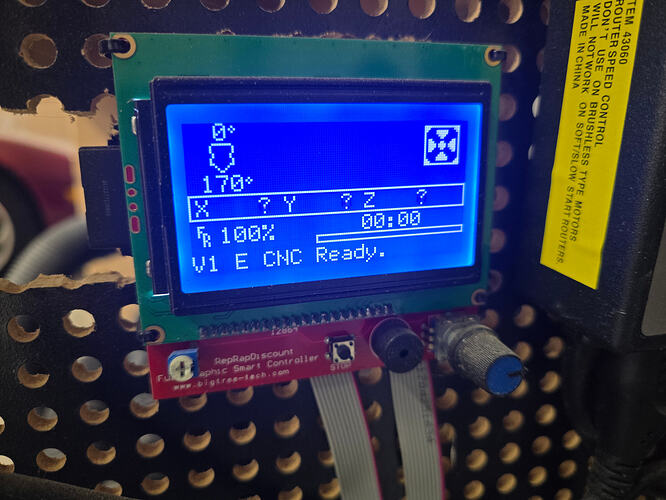 0°
170°
X ? Y ? Z ?
00:00
FR 100%
V1 E CNC Ready.
12864
RepRapDiscount
Full Graphic Smart Controller
STOP
www.bigtree-tech.com
ITEM 43060
ROUTER SPEED CONTROL
DON'T USE ON BRUSHLESS TYPE MOTORS
WILL NOT WORK ON SOFT/SLOW START ROUTERS.
MADE IN CHINA